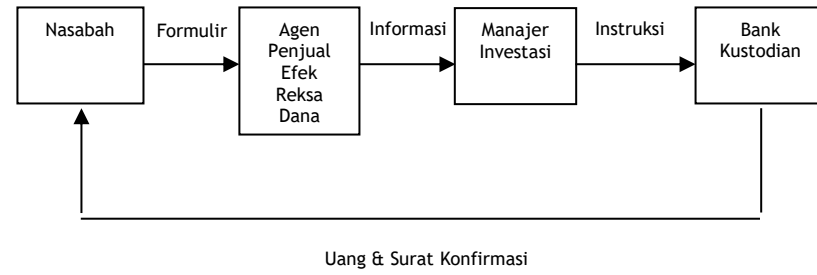 Nasabah
Formulir
Agen
Penjual
Efek
Reksa
Dana
Informasi
Manajer
Investasi
Instruksi
Bank
Kustodian
Uang & Surat Konfirmasi